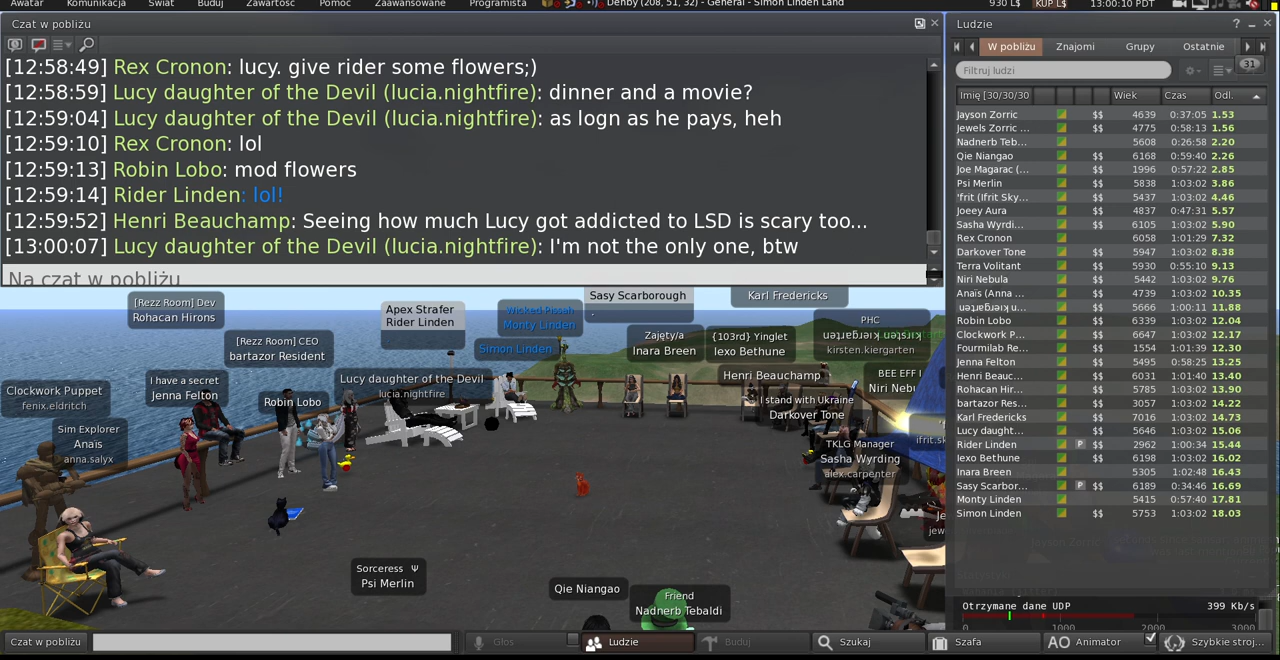 Awatar Komunikacja Świat Buduj Zawartość Pomoc Zaawansowane Programista Denby (208, 51, 32) - General - Simon Linden Land 930 L$ KUP L$ 13:00:10 PDT
Czat w pobliżu
[12:58:49] Rex Cronon: lucy. give rider some flowers;)
[12:58:59] Lucy daughter of the Devil (lucia.nightfire): dinner and a movie?
[12:59:04] Lucy daughter of the Devil (lucia.nightfire): as logn as he pays, heh
[12:59:10] Rex Cronon: lol
[12:59:13] Robin Lobo: mod flowers
[12:59:14] Rider Linden: lol!
[12:59:52] Henri Beauchamp: Seeing how much Lucy got addicted to LSD is scary too...
[13:00:07] Lucy daughter of the Devil (lucia.nightfire): I'm not the only one, btw
Na czat w pobliżu
[Rezz Room] Dev
Rohacan Hirons
[Rezz Room] CEO
bartazor Resident
Apex Strafer
Rider Linden
Wicked Pissah
Monty Linden
Simon Linden
Sasy Scarborough
.
Karl Fredericks
Zajęty/a
Inara Breen
{103rd} Yinglet
Iexo Bethune
PHC
kirsten.kiergarten
Henri Beauchamp
BEE EFF I
Niri Nebu
Clockwork Puppet
fenix.eldritch
I have a secret
Jenna Felton
Robin Lobo
Lucy daughter of the Devil
lucia.nightfire
I stand with Ukraine
Darkover Tone
Sim Explorer
Anais
anna.salyx
TKLG Manager
Sasha Wyrding
alex.carpenter
ifrit.sk
Je
jew
Sorceress Ψ
Psi Merlin
Qie Niangao
Friend
Nadnerb Tebaldi
Ludzie
W pobliżu Znajomi Grupy Ostatnie
Filtruj ludzi 31
Imię [30/30/30 Wiek Czas Odl.
Jayson Zorric 4639 0:37:05 1.53
Jewels Zorric ... $$ 4775 0:58:13 1.56
Nadnerb Teb... 5608 0:26:58 2.20
Qie Niangao $$ 6168 0:59:40 2.26
Joe Magarac (... $$ 1996 0:57:22 2.85
Psi Merlin $$ 5838 1:03:02 3.86
'frit (Ifrit Sky... $$ 5437 1:03:02 4.46
Joeey Aura $$ 4837 0:47:31 5.57
Sasha Wyrdi... $$ 6105 1:03:02 5.90
Rex Cronon 6058 1:01:29 7.32
Darkover Tone $$ 5947 1:03:02 8.38
Terra Volitant $$ 5930 0:55:10 9.13
Niri Nebula $$ 5442 1:03:02 9.76
Anaïs (Anna ... $$ 4739 1:03:02 10.35
$$ 5666 1:00:11 11.88
Robin Lobo $$ 6339 1:03:02 12.04
Clockwork P... $$ 6647 1:03:02 12.17
Fourmilab Re... $$ 1554 1:01:39 12.30
Jenna Felton $$ 5495 0:58:25 13.25
Henri Beauc... $$ 6031 1:01:40 13.40
Rohacan Hir... $$ 5785 1:03:02 13.90
bartazor Res... $$ 3057 1:03:02 14.22
Karl Fredericks $$ 7016 1:03:02 14.73
Lucy daught... $$ 5646 1:03:02 15.06
Rider Linden P $$ 2962 1:00:34 15.44
Iexo Bethune $$ 6198 1:03:02 16.02
Inara Breen 5305 1:02:48 16.43
Sasy Scarbor... P $$ 6189 0:34:46 16.69
Monty Linden 5415 0:57:40 17.81
Simon Linden $$ 5753 1:03:02 18.03
Otrzymane dane UDP 399 Kb/s
0 1000 2000 3000
Czat w pobliżu Głos Ludzie Buduj Szukaj Szafa AO Animator Szybkie stroj...